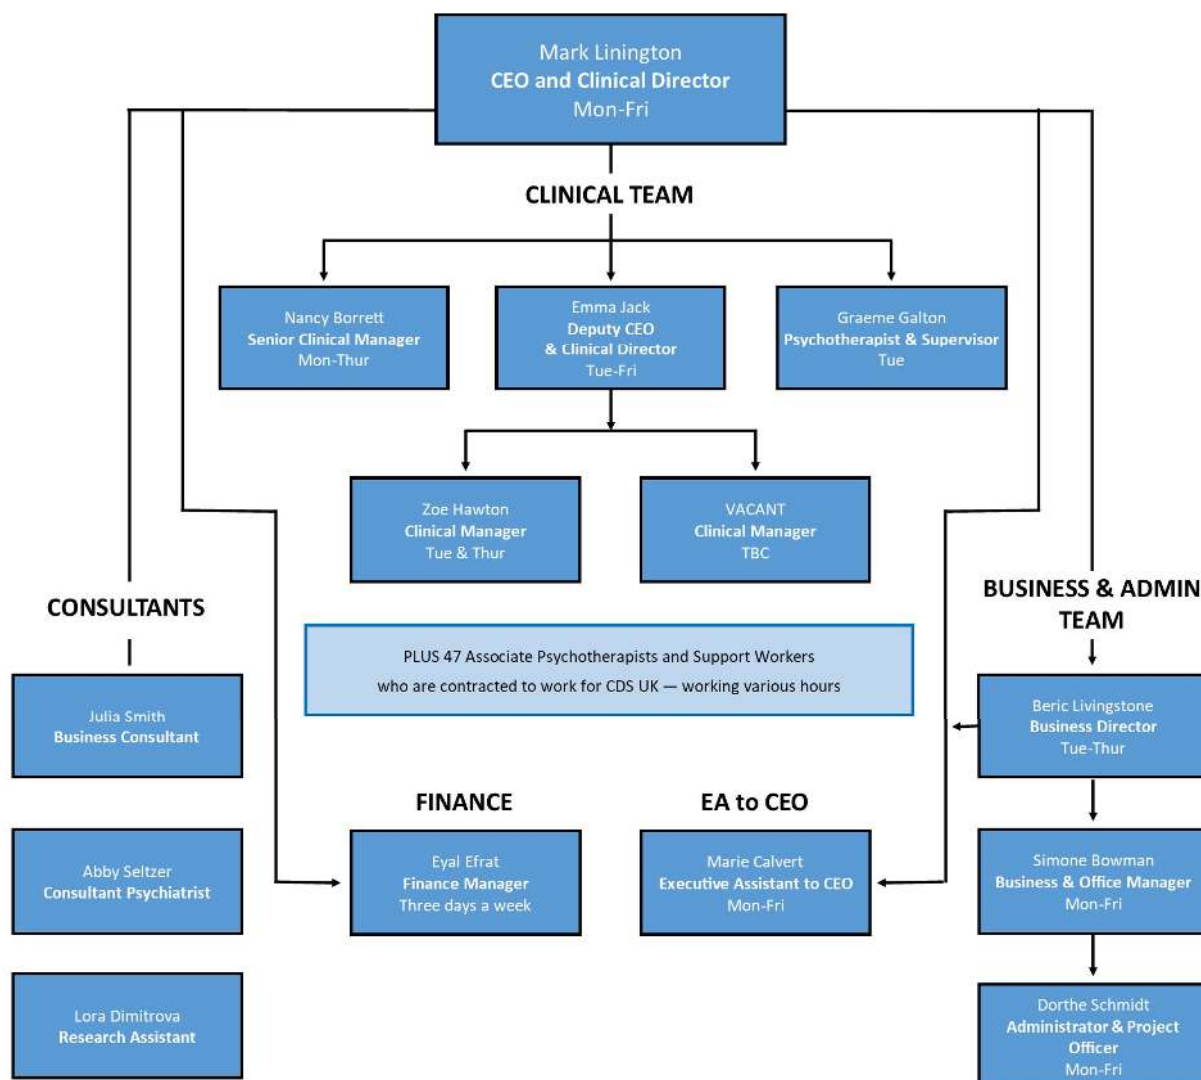 Mark Linington
CEO and Clinical Director
Mon-Fri
CLINICAL TEAM
Nancy Borrett
Senior Clinical Manager
Mon-Thur
Emma Jack
Deputy CEO
& Clinical Director
Tue-Fri
Graeme Galton
Psychotherapist & Supervisor
Tue
Zoe Hawton
Clinical Manager
Tue & Thur
VACANT
Clinical Manager
TBC
CONSULTANTS
Julia Smith
Business Consultant
Abby Seltzer
Consultant Psychiatrist
Lora Dimitrova
Research Assistant
PLUS 47 Associate Psychotherapists and Support Workers
who are contracted to work for CDS UK — working various hours
FINANCE
Eyal Efrat
Finance Manager
Three days a week
EA to CEO
Marie Calvert
Executive Assistant to CEO
Mon-Fri
BUSINESS & ADMIN
TEAM
Beric Livingstone
Business Director
Tue-Thur
Simone Bowman
Business & Office Manager
Mon-Fri
Dorthe Schmidt
Administrator & Project
Officer
Mon-Fri